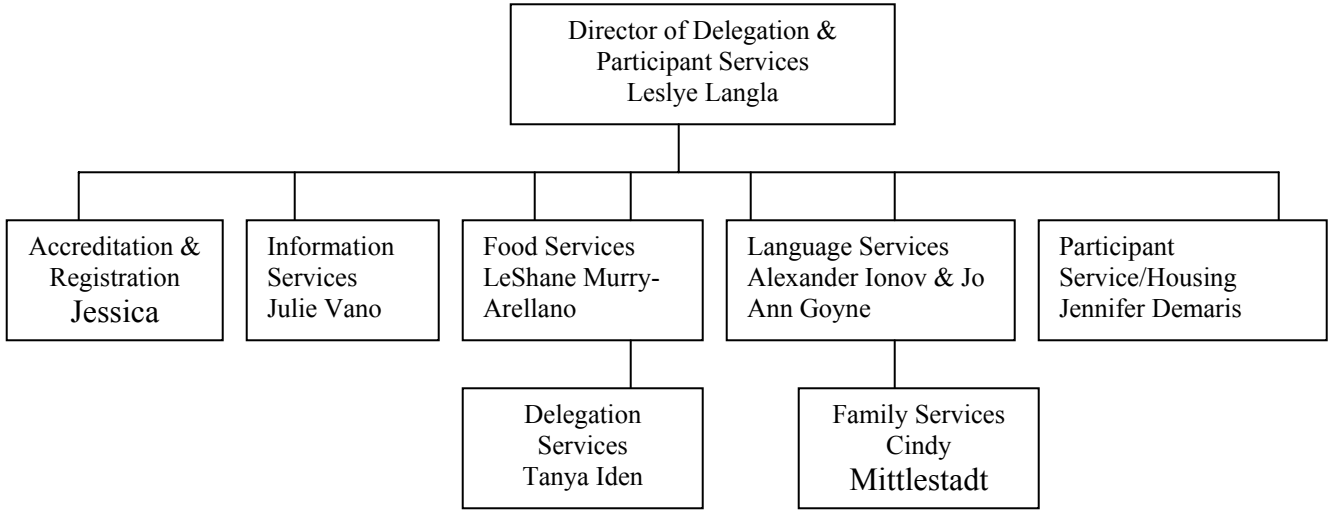 Director of Delegation &
Participant Services
Leslye Langla
Accreditation &
Registration
Jessica
Information
Services
Julie Vano
Food Services
LeShane Murry-
Arellano
Language Services
Alexander Ionov & Jo
Ann Goyne
Participant
Service/Housing
Jennifer Demaris
Delegation
Services
Tanya Iden
Family Services
Cindy
Mittlestadt